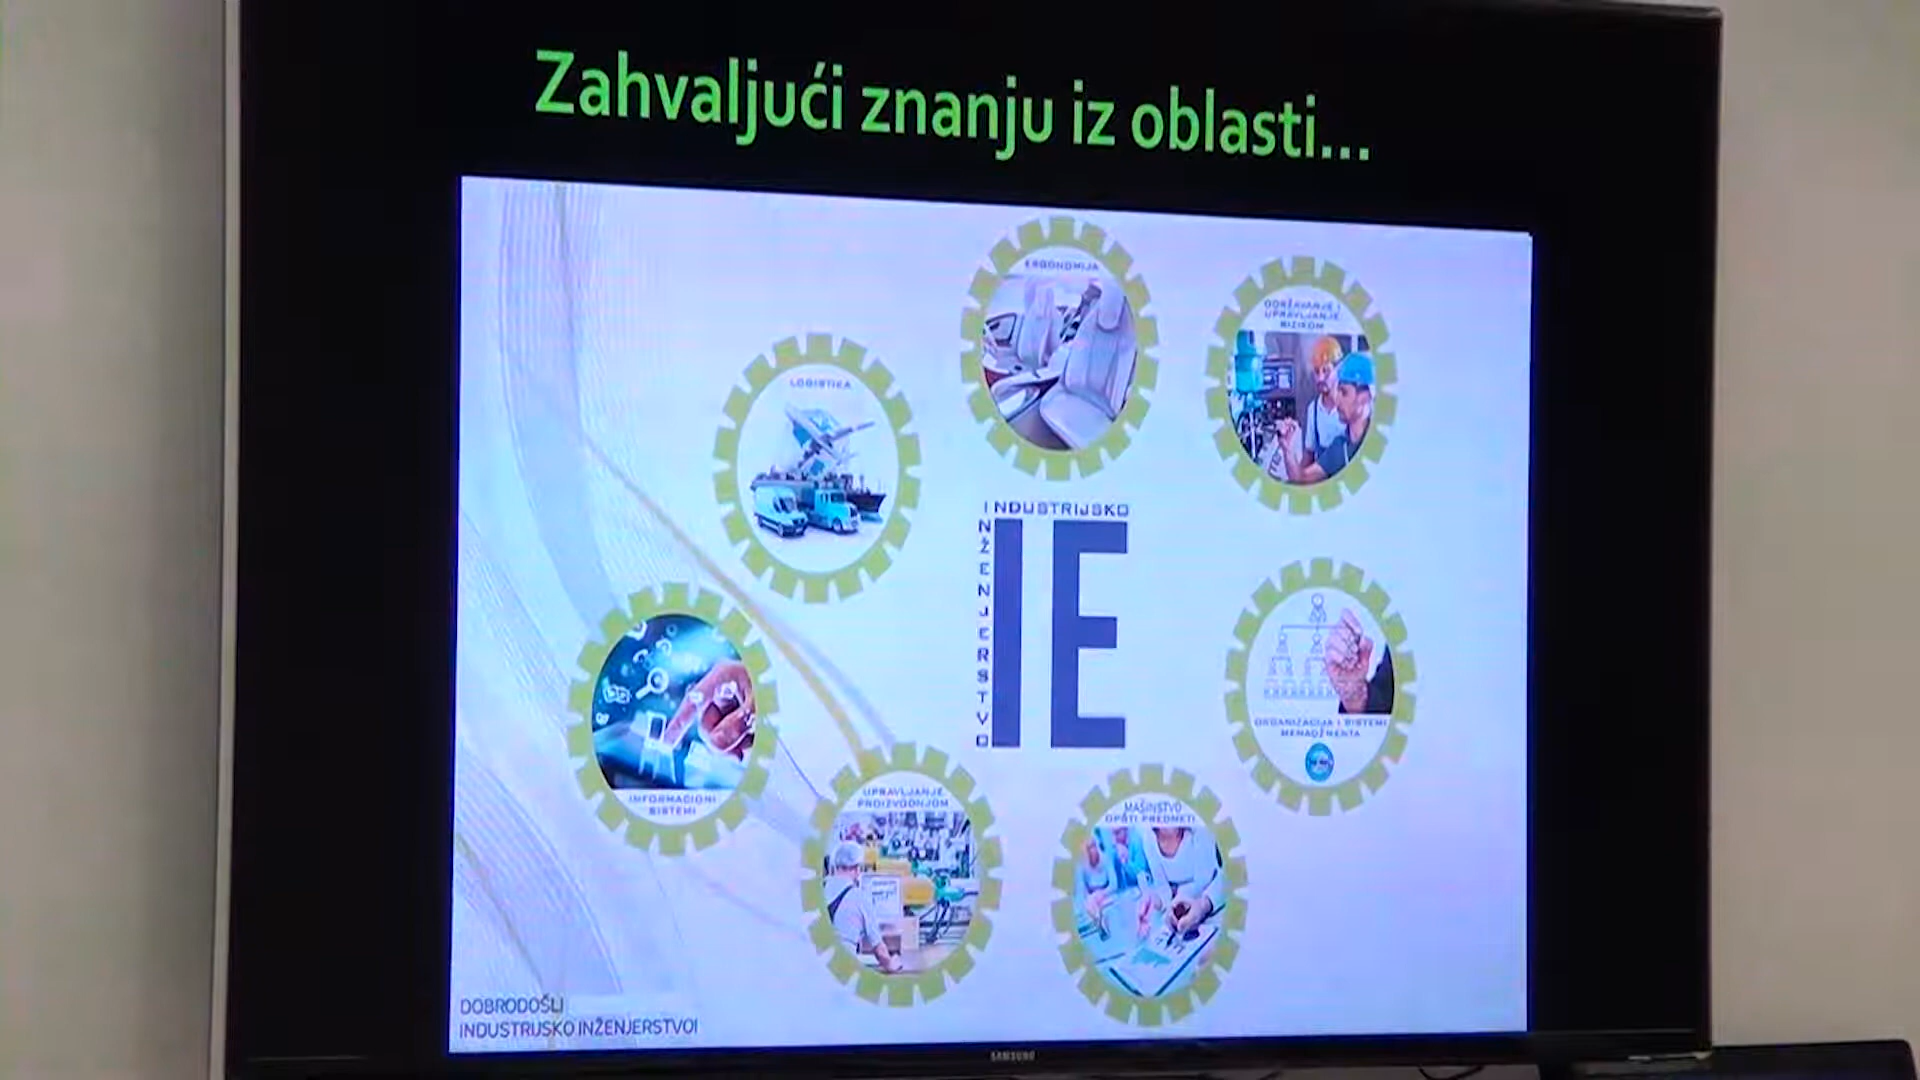 Zahvaljući znanju iz oblasti...
ERGONOMIJA
ODRŽAVANJE I
UPRAVLJANJE
RIZIKOM
LOGISTIKA
INDUSTRIJSKO
INŽENJERSTVO
IE
ORGANIZACIJA I SISTEMI
MENADŽMENTA
INFORMACIONI
SISTEMI
UPRAVLJANJE
PROIZVODNJOM
MAŠINSTVO
OPŠTI PREDMETI
DOBRODOŠLI
INDUSTRIJSKO INŽENJERSTVO!
SAMSUNG